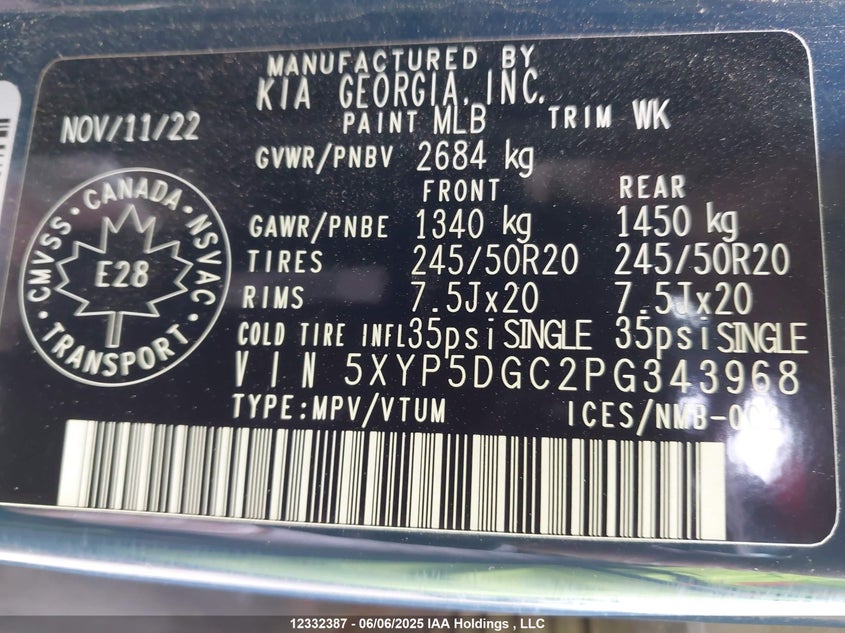 MANUFACTURED BY
KIA GEORGIA, INC.
NOV/11/22 PAINT MLB TRIM WK
GVWR/PNBV 2684 kg
FRONT REAR
GAWR/PNBE 1340 kg 1450 kg
TIRES 245/50R20 245/50R20
RIMS 7.5Jx20 7.5Jx20
COLD TIRE INFL 35psi SINGLE 35psi SINGLE
VIN 5XYP5DGC2PG343968
TYPE:MPV/VTUM
CANADA
CMVSS NSVAC
E28
TRANSPORT
12332387 - 06/06/2025 IAA Holdings , LLC